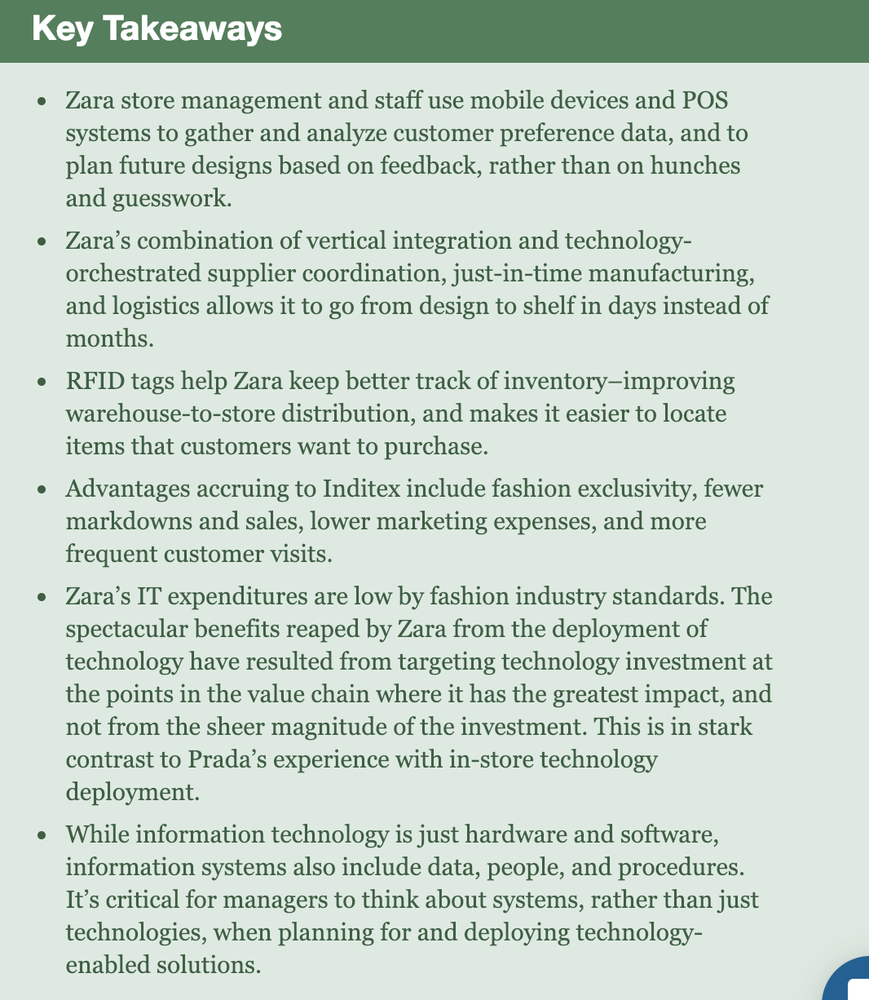 Key Takeaways
• Zara store management and staff use mobile devices and POS
systems to gather and analyze customer preference data, and to
plan future designs based on feedback, rather than on hunches
and guesswork.
• Zara’s combination of vertical integration and technology-
orchestrated supplier coordination, just-in-time manufacturing,
and logistics allows it to go from design to shelf in days instead of
months.
• RFID tags help Zara keep better track of inventory–improving
warehouse-to-store distribution, and makes it easier to locate
items that customers want to purchase.
• Advantages accruing to Inditex include fashion exclusivity, fewer
markdowns and sales, lower marketing expenses, and more
frequent customer visits.
• Zara’s IT expenditures are low by fashion industry standards. The
spectacular benefits reaped by Zara from the deployment of
technology have resulted from targeting technology investment at
the points in the value chain where it has the greatest impact, and
not from the sheer magnitude of the investment. This is in stark
contrast to Prada’s experience with in-store technology
deployment.
• While information technology is just hardware and software,
information systems also include data, people, and procedures.
It’s critical for managers to think about systems, rather than just
technologies, when planning for and deploying technology-
enabled solutions.